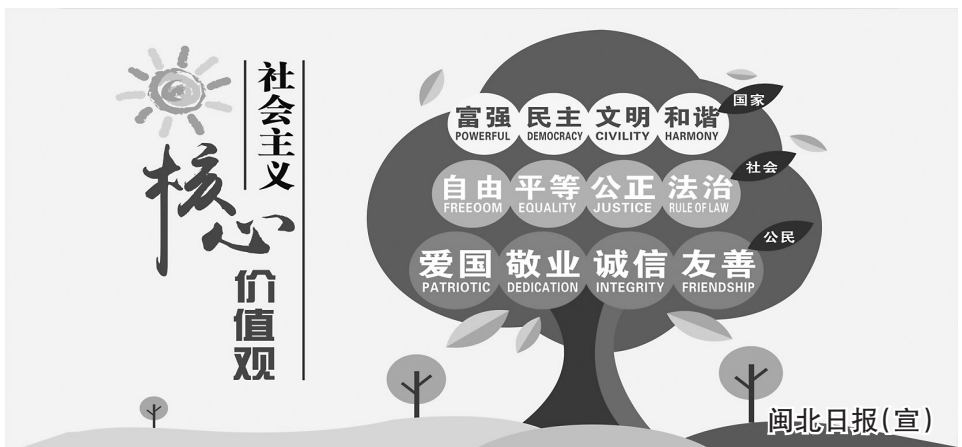 社会主义
核心
价值观
富强 民主 文明 和谐 国家
POWERFUL DEMOCRACY CIVILITY HARMONY
自由 平等 公正 法治 社会
FREEOOM EQUALITY JUSTICE RULE OF LAW
爱国 敬业 诚信 友善 公民
PATRIOTIC DEDICATION INTEGRITY FRIENDSHIP
闽北日报(宣)